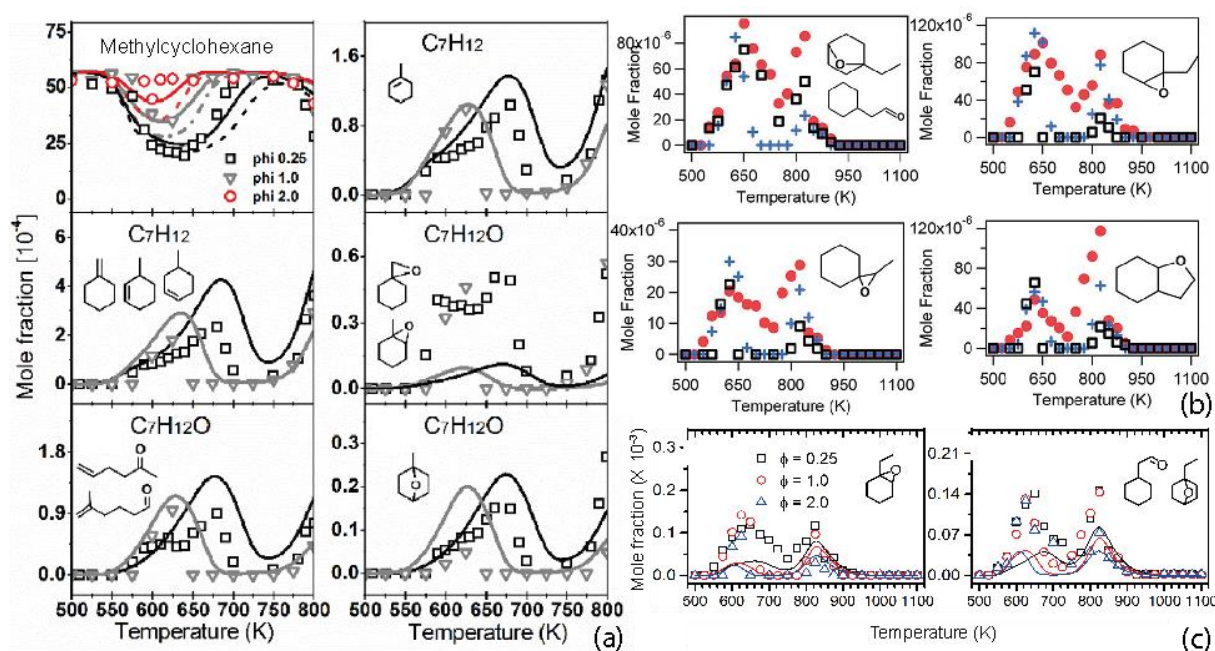 Mole fraction [10⁻⁴]
Methylcyclohexane
75
50
25
0
phi 0.25
phi 1.0
phi 2.0
C₇H₁₂
1.6
0.8
0.0
C₇H₁₂
6
4
2
0
C₇H₁₂O
0.6
0.3
0.0
O
O
C₇H₁₂O
1.8
0.9
0.0
O
O
500 550 600 650 700 750 800
Temperature (K)
C₇H₁₂O
0.3
0.2
0.1
0.0
O
500 550 600 650 700 750 800
Temperature (K)
(a)
Mole Fraction
80x10⁻⁶
60
40
20
0
O
O
500 650 800 950 1100
Temperature (K)
Mole Fraction
120x10⁻⁶
80
40
0
O
500 650 800 950 1100
Temperature (K)
Mole Fraction
40x10⁻⁶
30
20
10
0
O
500 650 800 950 1100
Temperature (K)
Mole Fraction
120x10⁻⁶
80
40
0
O
500 650 800 950 1100
Temperature (K)
(b)
Mole fraction (X 10⁻³)
0.3
0.2
0.1
0.0
ϕ = 0.25
ϕ = 1.0
ϕ = 2.0
O
500 600 700 800 900 1000 1100
0.21
0.14
0.07
0.00
O
O
500 600 700 800 900 1000 1100
Temperature (K)
(c)